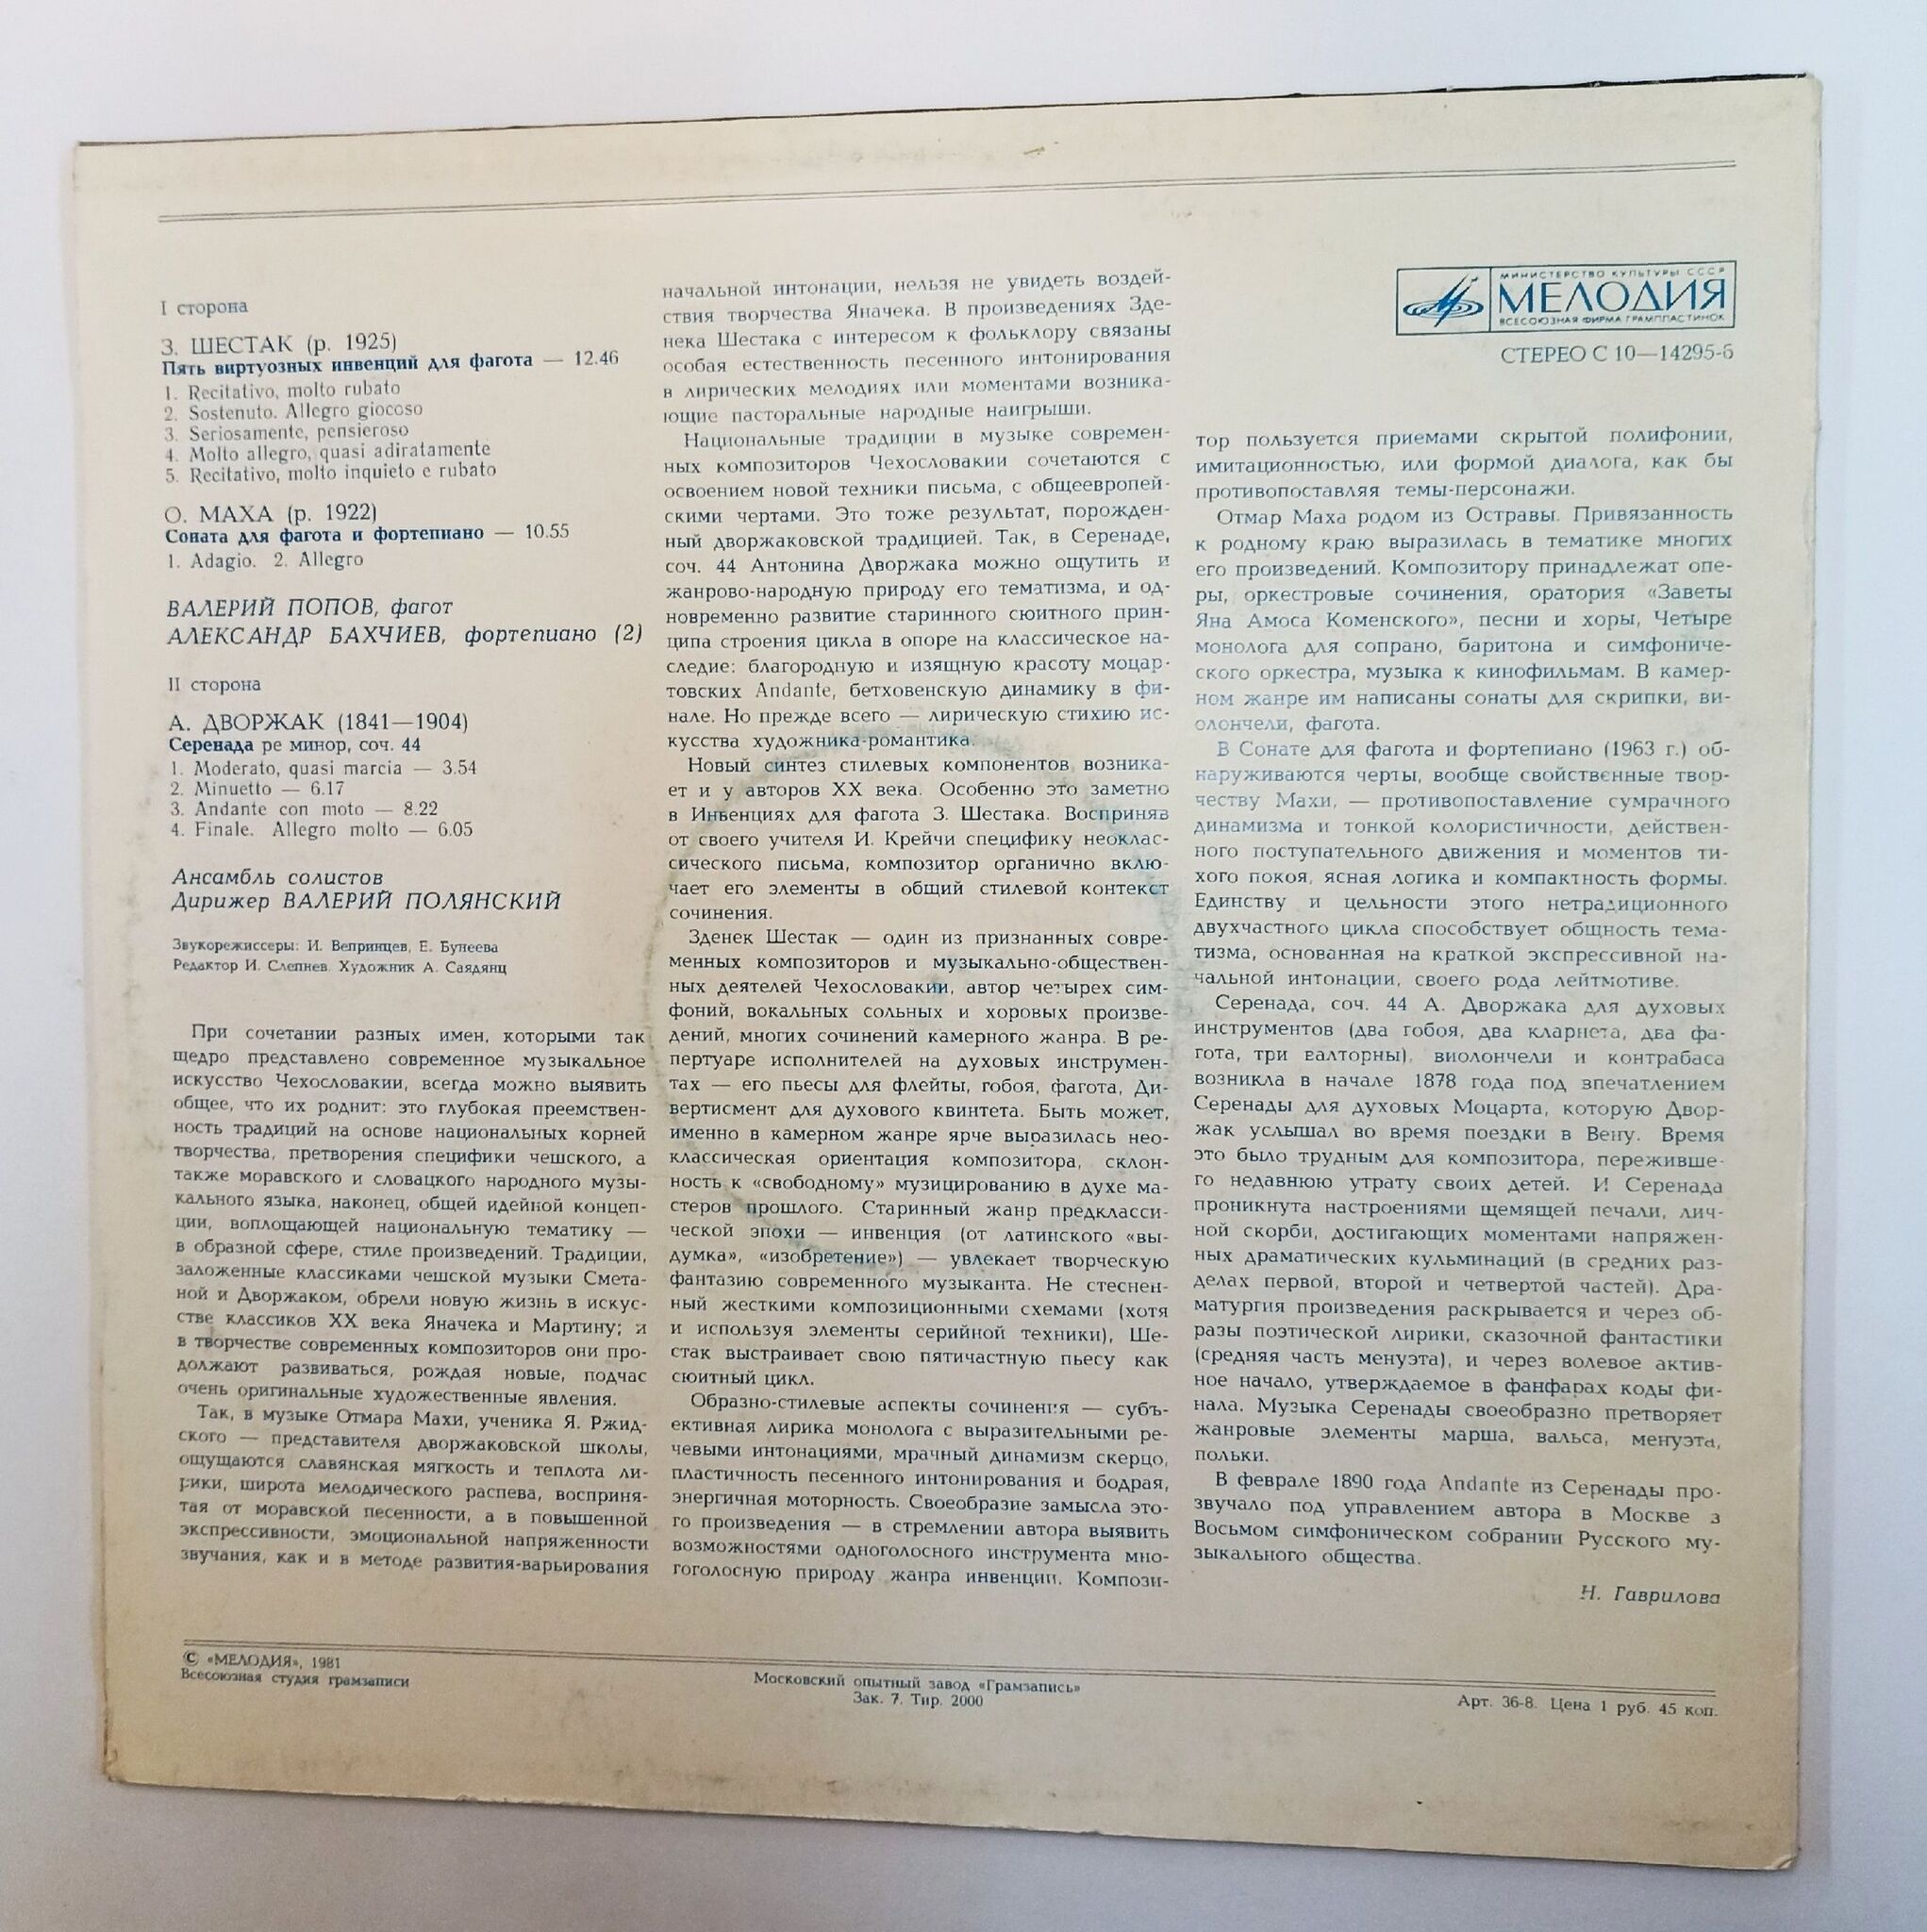 I сторона
З. ШЕСТАК (р. 1925)
Пять виртуозных инвенций для фагота — 12.46
1. Recitativo, molto rubato
2. Sostenuto. Allegro giocoso
3. Seriosamente, pensieroso
4. Molto allegro, quasi adiratamente
5. Recitativo, molto inquieto e rubato
О. МАХА (р. 1922)
Соната для фагота и фортепиано — 10.55
1. Adagio. 2. Allegro
ВАЛЕРИЙ ПОПОВ, фагот
АЛЕКСАНДР БАХЧИЕВ, фортепиано (2)
II сторона
А. ДВОРЖАК (1841—1904)
Серенада ре минор, соч. 44
1. Moderato, quasi marcia — 3.54
2. Minuetto — 6.17
3. Andante con moto — 8.22
4. Finale. Allegro molto — 6.05
Ансамбль солистов
Дирижер ВАЛЕРИЙ ПОЛЯНСКИЙ
Звукорежиссеры: И. Вепринцев, Е. Бунеева
Редактор И. Слепнев. Художник А. Саядянц
При сочетании разных имен, которыми так
щедро представлено современное музыкальное
искусство Чехословакии, всегда можно выявить
общее, что их роднит: это глубокая преемствен-
ность традиций на основе национальных корней
творчества, претворения специфики чешского, а
также моравского и словацкого народного музы-
кального языка, наконец, общей идейной концеп-
ции, воплощающей национальную тематику —
в образной сфере, стиле произведений. Традиции,
заложенные классиками чешской музыки Смета-
ной и Дворжаком, обрели новую жизнь в искус-
стве классиков XX века Яначека и Мартину; и
в творчестве современных композиторов они про-
должают развиваться, рождая новые, подчас
очень оригинальные художественные явления.
Так, в музыке Отмара Махи, ученика Я. Ржид-
ского — представителя дворжаковской школы,
ощущаются славянская мягкость и теплота ли-
рики, широта мелодического распева, восприня-
тая от моравской песенности, а в повышенной
экспрессивности, эмоциональной напряженности
звучания, как и в методе развития-варьирования
начальной интонации, нельзя не увидеть воздей-
ствия творчества Яначека. В произведениях Зде-
нека Шестака с интересом к фольклору связаны
особая естественность песенного интонирования
в лирических мелодиях или моментами возника-
ющие пасторальные народные наигрыши.
Национальные традиции в музыке современ-
ных композиторов Чехословакии сочетаются с
освоением новой техники письма, с общеевропей-
скими чертами. Это тоже результат, порожден-
ный дворжаковской традицией. Так, в Серенаде,
соч. 44 Антонина Дворжака можно ощутить и
жанрово-народную природу его тематизма, и од-
новременно развитие старинного сюитного прин-
ципа строения цикла в опоре на классическое на-
следие: благородную и изящную красоту моцар-
товских Andante, бетховенскую динамику в фи-
нале. Но прежде всего — лирическую стихию ис-
кусства художника-романтика.
Новый синтез стилевых компонентов возника-
ет и у авторов XX века. Особенно это заметно
в Инвенциях для фагота З. Шестака. Восприняв
от своего учителя И. Крейчи специфику неоклас-
сического письма, композитор органично вклю-
чает его элементы в общий стилевой контекст
сочинения.
Зденек Шестак — один из признанных совре-
менных композиторов и музыкально-обществен-
ных деятелей Чехословакии, автор четырех сим-
фоний, вокальных сольных и хоровых произве-
дений, многих сочинений камерного жанра. В ре-
пертуаре исполнителей на духовых инструмен-
тах — его пьесы для флейты, гобоя, фагота, Ди-
вертисмент для духового квинтета. Быть может,
именно в камерном жанре ярче выразилась нео-
классическая ориентация композитора, склон-
ность к «свободному» музицированию в духе ма-
стеров прошлого. Старинный жанр предкласси-
ческой эпохи — инвенция (от латинского «вы-
думка», «изобретение») — увлекает творческую
фантазию современного музыканта. Не стеснен-
ный жесткими композиционными схемами (хотя
и используя элементы серийной техники), Ше-
стак выстраивает свою пятичастную пьесу как
сюитный цикл.
Образно-стилевые аспекты сочинения — субъ-
ективная лирика монолога с выразительными ре-
чевыми интонациями, мрачный динамизм скерцо,
пластичность песенного интонирования и бодрая,
энергичная моторность. Своеобразие замысла это-
го произведения — в стремлении автора выявить
возможностями одноголосного инструмента мно-
гоголосную природу жанра инвенции. Компози-
МИНИСТЕРСТВО КУЛЬТУРЫ СССР
МЕЛОДИЯ
ВСЕСОЮЗНАЯ ФИРМА ГРАМПЛАСТИНОК
СТЕРЕО С 10—14295-6
тор пользуется приемами скрытой полифонии,
имитационностью, или формой диалога, как бы
противопоставляя темы-персонажи.
Отмар Маха родом из Остравы. Привязанность
к родному краю выразилась в тематике многих
его произведений. Композитору принадлежат опе-
ры, оркестровые сочинения, оратория «Заветы
Яна Амоса Коменского», песни и хоры, Четыре
монолога для сопрано, баритона и симфониче-
ского оркестра, музыка к кинофильмам. В камер-
ном жанре им написаны сонаты для скрипки, ви-
олончели, фагота.
В Сонате для фагота и фортепиано (1963 г.) об-
наруживаются черты, вообще свойственные твор-
честву Махи, — противопоставление сумрачного
динамизма и тонкой колористичности, действен-
ного поступательного движения и моментов ти-
хого покоя, ясная логика и компактность формы.
Единству и цельности этого нетрадиционного
двухчастного цикла способствует общность тема-
тизма, основанная на краткой экспрессивной на-
чальной интонации, своего рода лейтмотиве.
Серенада, соч. 44 А. Дворжака для духовых
инструментов (два гобоя, два кларнета, два фа-
гота, три валторны), виолончели и контрабаса
возникла в начале 1878 года под впечатлением
Серенады для духовых Моцарта, которую Двор-
жак услышал во время поездки в Вену. Время
это было трудным для композитора, переживше-
го недавнюю утрату своих детей. И Серенада
проникнута настроениями щемящей печали, лич-
ной скорби, достигающих моментами напряжен-
ных драматических кульминаций (в средних раз-
делах первой, второй и четвертой частей). Дра-
матургия произведения раскрывается и через об-
разы поэтической лирики, сказочной фантастики
(средняя часть менуэта), и через волевое актив-
ное начало, утверждаемое в фанфарах коды фи-
нала. Музыка Серенады своеобразно претворяет
жанровые элементы марша, вальса, менуэта,
польки.
В феврале 1890 года Andante из Серенады про-
звучало под управлением автора в Москве в
Восьмом симфоническом собрании Русского му-
зыкального общества.
Н. Гаврилова
© «МЕЛОДИЯ», 1981
Всесоюзная студия грамзаписи
Московский опытный завод «Грамзапись»
Зак. 7. Тир. 2000
Арт. 36-8. Цена 1 руб. 45 коп.